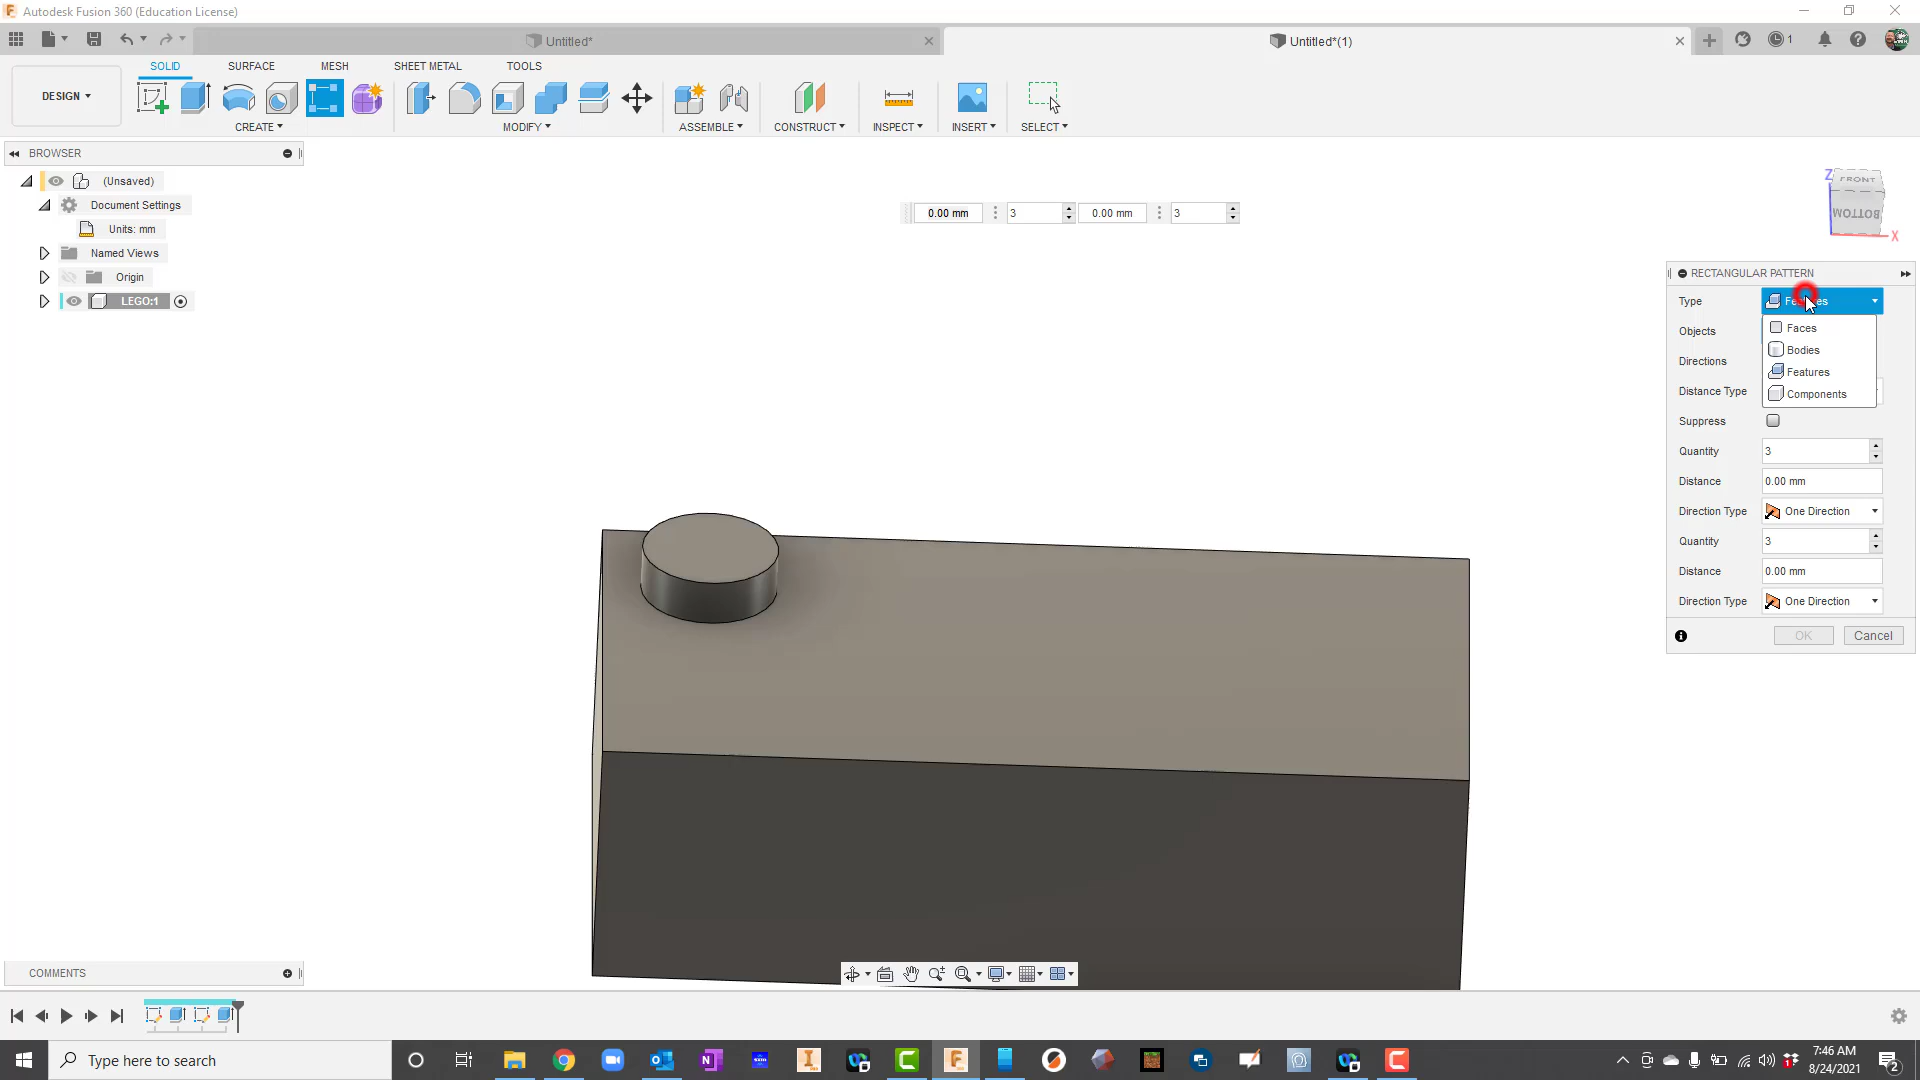 Autodesk Fusion 360 (Education License)
Untitled*
Untitled*(1)
1
SOLID SURFACE MESH SHEET METAL TOOLS
DESIGN
CREATE MODIFY ASSEMBLE CONSTRUCT INSPECT INSERT SELECT
BROWSER
(Unsaved)
Document Settings
Units: mm
Named Views
Origin
LEGO:1
0.00 mm 3 0.00 mm 3
Z FRONT
BOTTOM
X
RECTANGULAR PATTERN
Type
Faces
Objects
Bodies
Directions
Features
Distance Type Components
Suppress
Quantity 3
Distance 0.00 mm
Direction Type One Direction
Quantity 3
Distance 0.00 mm
Direction Type One Direction
OK Cancel
COMMENTS
Type here to search
7:46 AM
8/24/2021
2